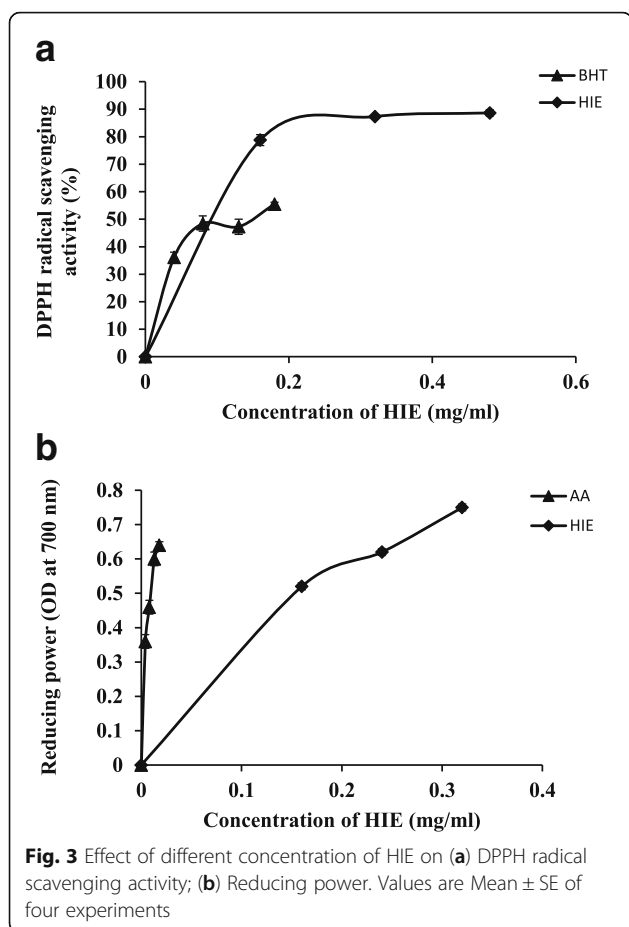 a
BHT
HIE
100
90
80
70
60
50
40
30
20
10
0
DPPH radical scavenging
activity (%)
0
0.2
0.4
0.6
Concentration of HIE (mg/ml)
b
AA
HIE
0.8
0.7
0.6
0.5
0.4
0.3
0.2
0.1
0
Reducing power (OD at 700 nm)
0
0.1
0.2
0.3
0.4
Concentration of HIE (mg/ml)
Fig. 3 Effect of different concentration of HIE on (a) DPPH radical
scavenging activity; (b) Reducing power. Values are Mean ± SE of
four experiments